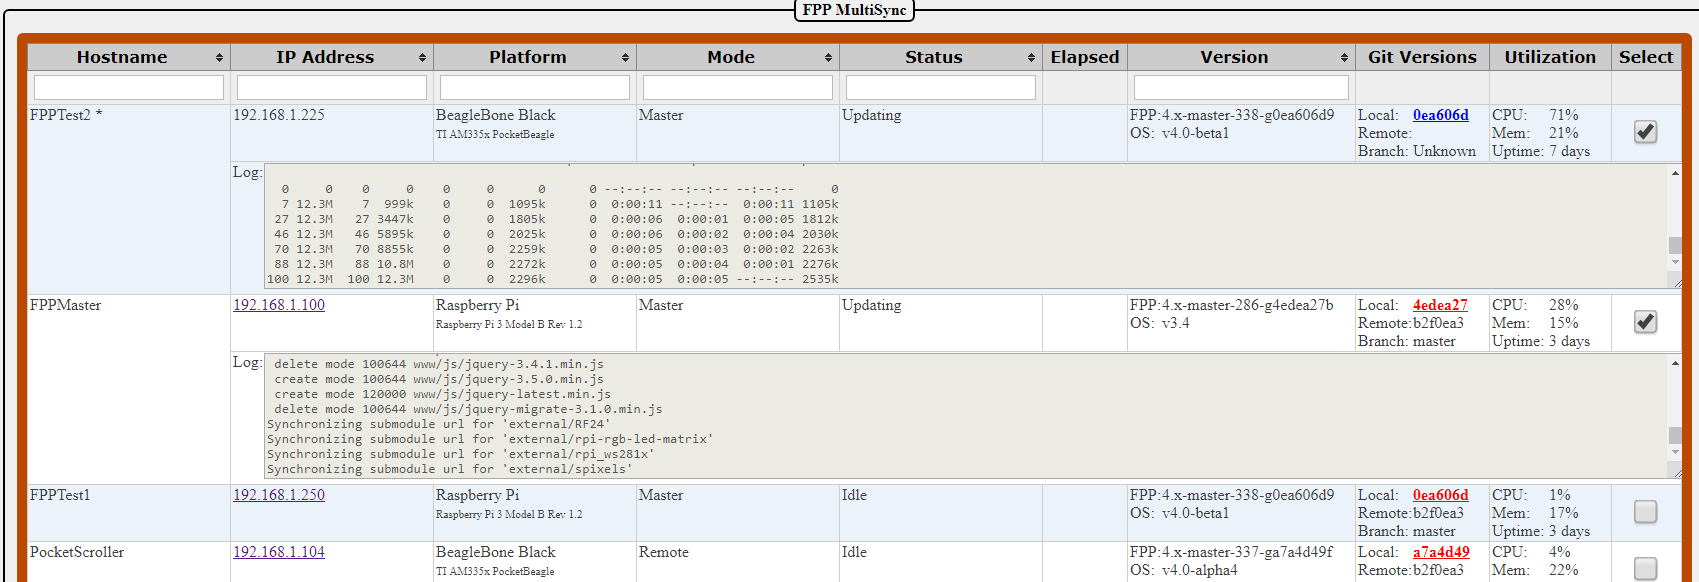 FPP MultiSync
Hostname IP Address Platform Mode Status Elapsed Version Git Versions Utilization Select
FPPTest2 * 192.168.1.225 BeagleBone Black Master Updating FPP:4.x-master-338-g0ea606d9 Local: 0ea606d CPU: 71%
TI AM335x PocketBeagle OS: v4.0-beta1 Remote: Mem: 21%
Branch: Unknown Uptime: 7 days
Log:
0 0 0 0 0 0 0 0 --:--:-- --:--:-- --:--:-- 0
7 12.3M 7 999k 0 0 1095k 0 0:00:11 --:--:-- 0:00:11 1105k
27 12.3M 27 3447k 0 0 1805k 0 0:00:06 0:00:01 0:00:05 1812k
46 12.3M 46 5895k 0 0 2025k 0 0:00:06 0:00:02 0:00:04 2030k
70 12.3M 70 8855k 0 0 2259k 0 0:00:05 0:00:03 0:00:02 2263k
88 12.3M 88 10.8M 0 0 2272k 0 0:00:05 0:00:04 0:00:01 2276k
100 12.3M 100 12.3M 0 0 2296k 0 0:00:05 0:00:05 --:--:-- 2535k
FPPMaster 192.168.1.100 Raspberry Pi Master Updating FPP:4.x-master-286-g4edea27b Local: 4edea27 CPU: 28%
Raspberry Pi 3 Model B Rev 1.2 OS: v3.4 Remote:b2f0ea3 Mem: 15%
Branch: master Uptime: 3 days
Log: delete mode 100644 www/js/jquery-3.4.1.min.js
create mode 100644 www/js/jquery-3.5.0.min.js
create mode 120000 www/js/jquery-latest.min.js
delete mode 100644 www/js/jquery-migrate-3.1.0.min.js
Synchronizing submodule url for 'external/RF24'
Synchronizing submodule url for 'external/rpi-rgb-led-matrix'
Synchronizing submodule url for 'external/rpi_ws281x'
Synchronizing submodule url for 'external/spixels'
FPPTest1 192.168.1.250 Raspberry Pi Master Idle FPP:4.x-master-338-g0ea606d9 Local: 0ea606d CPU: 1%
Raspberry Pi 3 Model B Rev 1.2 OS: v4.0-beta1 Remote:b2f0ea3 Mem: 17%
Branch: master Uptime: 3 days
PocketScroller 192.168.1.104 BeagleBone Black Remote Idle FPP:4.x-master-337-ga7a4d49f Local: a7a4d49 CPU: 4%
TI AM335x PocketBeagle OS: v4.0-alpha4 Remote:b2f0ea3 Mem: 22%